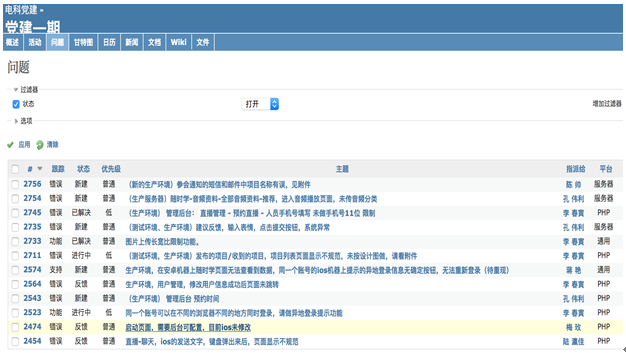 电科党建 »
党建一期
概述 活动 问题 甘特图 日历 新闻 文档 Wiki 文件
问题
过滤器
状态 打开 增加过滤器
选项
应用 清除
# 跟踪 状态 优先级 主题 指派给 平台
2756 错误 新建 普通 （新的生产环境）参会通知的短信和邮件中项目名称有误，见附件 陈 帅 服务器
2754 错误 新建 普通 （生产服务器）随时学-音频资料-全部音频资料-推荐，进入音频播放页面，未传音频分类 孔 伟利 服务器
2745 错误 已解决 低 （生产环境） 管理后台： 直播管理 - 预约直播 - 人员手机号填写 未做手机号11位 限制 李 春寅 PHP
2735 错误 新建 普通 （测试环境、生产环境）建议反馈，输入表情，点击提交按钮，系统异常 孔 伟利 服务器
2733 功能 已解决 普通 图片上传长宽比限制功能。 李 春寅 通用
2711 错误 进行中 低 （测试环境，生产环境）发布的项目/收到的项目，项目列表页面显示不规范，未按设计图做，请看附件 李 春寅 PHP
2574 支持 新建 普通 生产环境，在安卓机器上随时学页面无法查看到数据，同一个账号的ios机器上提示的异地登录信息无确定按钮，无法重新登录（待重现） 蒋 艳 通用
2564 错误 反馈 普通 生产环境，用户管理，修改用户信息成功后页面未跳转 李 春寅 PHP
2543 错误 新建 普通 （生产环境） 管理后台 预约时间 孔 伟利 PHP
2523 功能 进行中 低 同一个账号可以在不同的浏览器不同的地方同时登录，请做异地登录提示功能 李 春寅 PHP
2474 错误 反馈 普通 启动页面，需要后台可配置，目前ios未修改 梅 玫 PHP
2453 错误 反馈 普通 直播-聊天，ios的发送文字，键盘弹出来后，页面显示不规范 陆 瀛佳 PHP